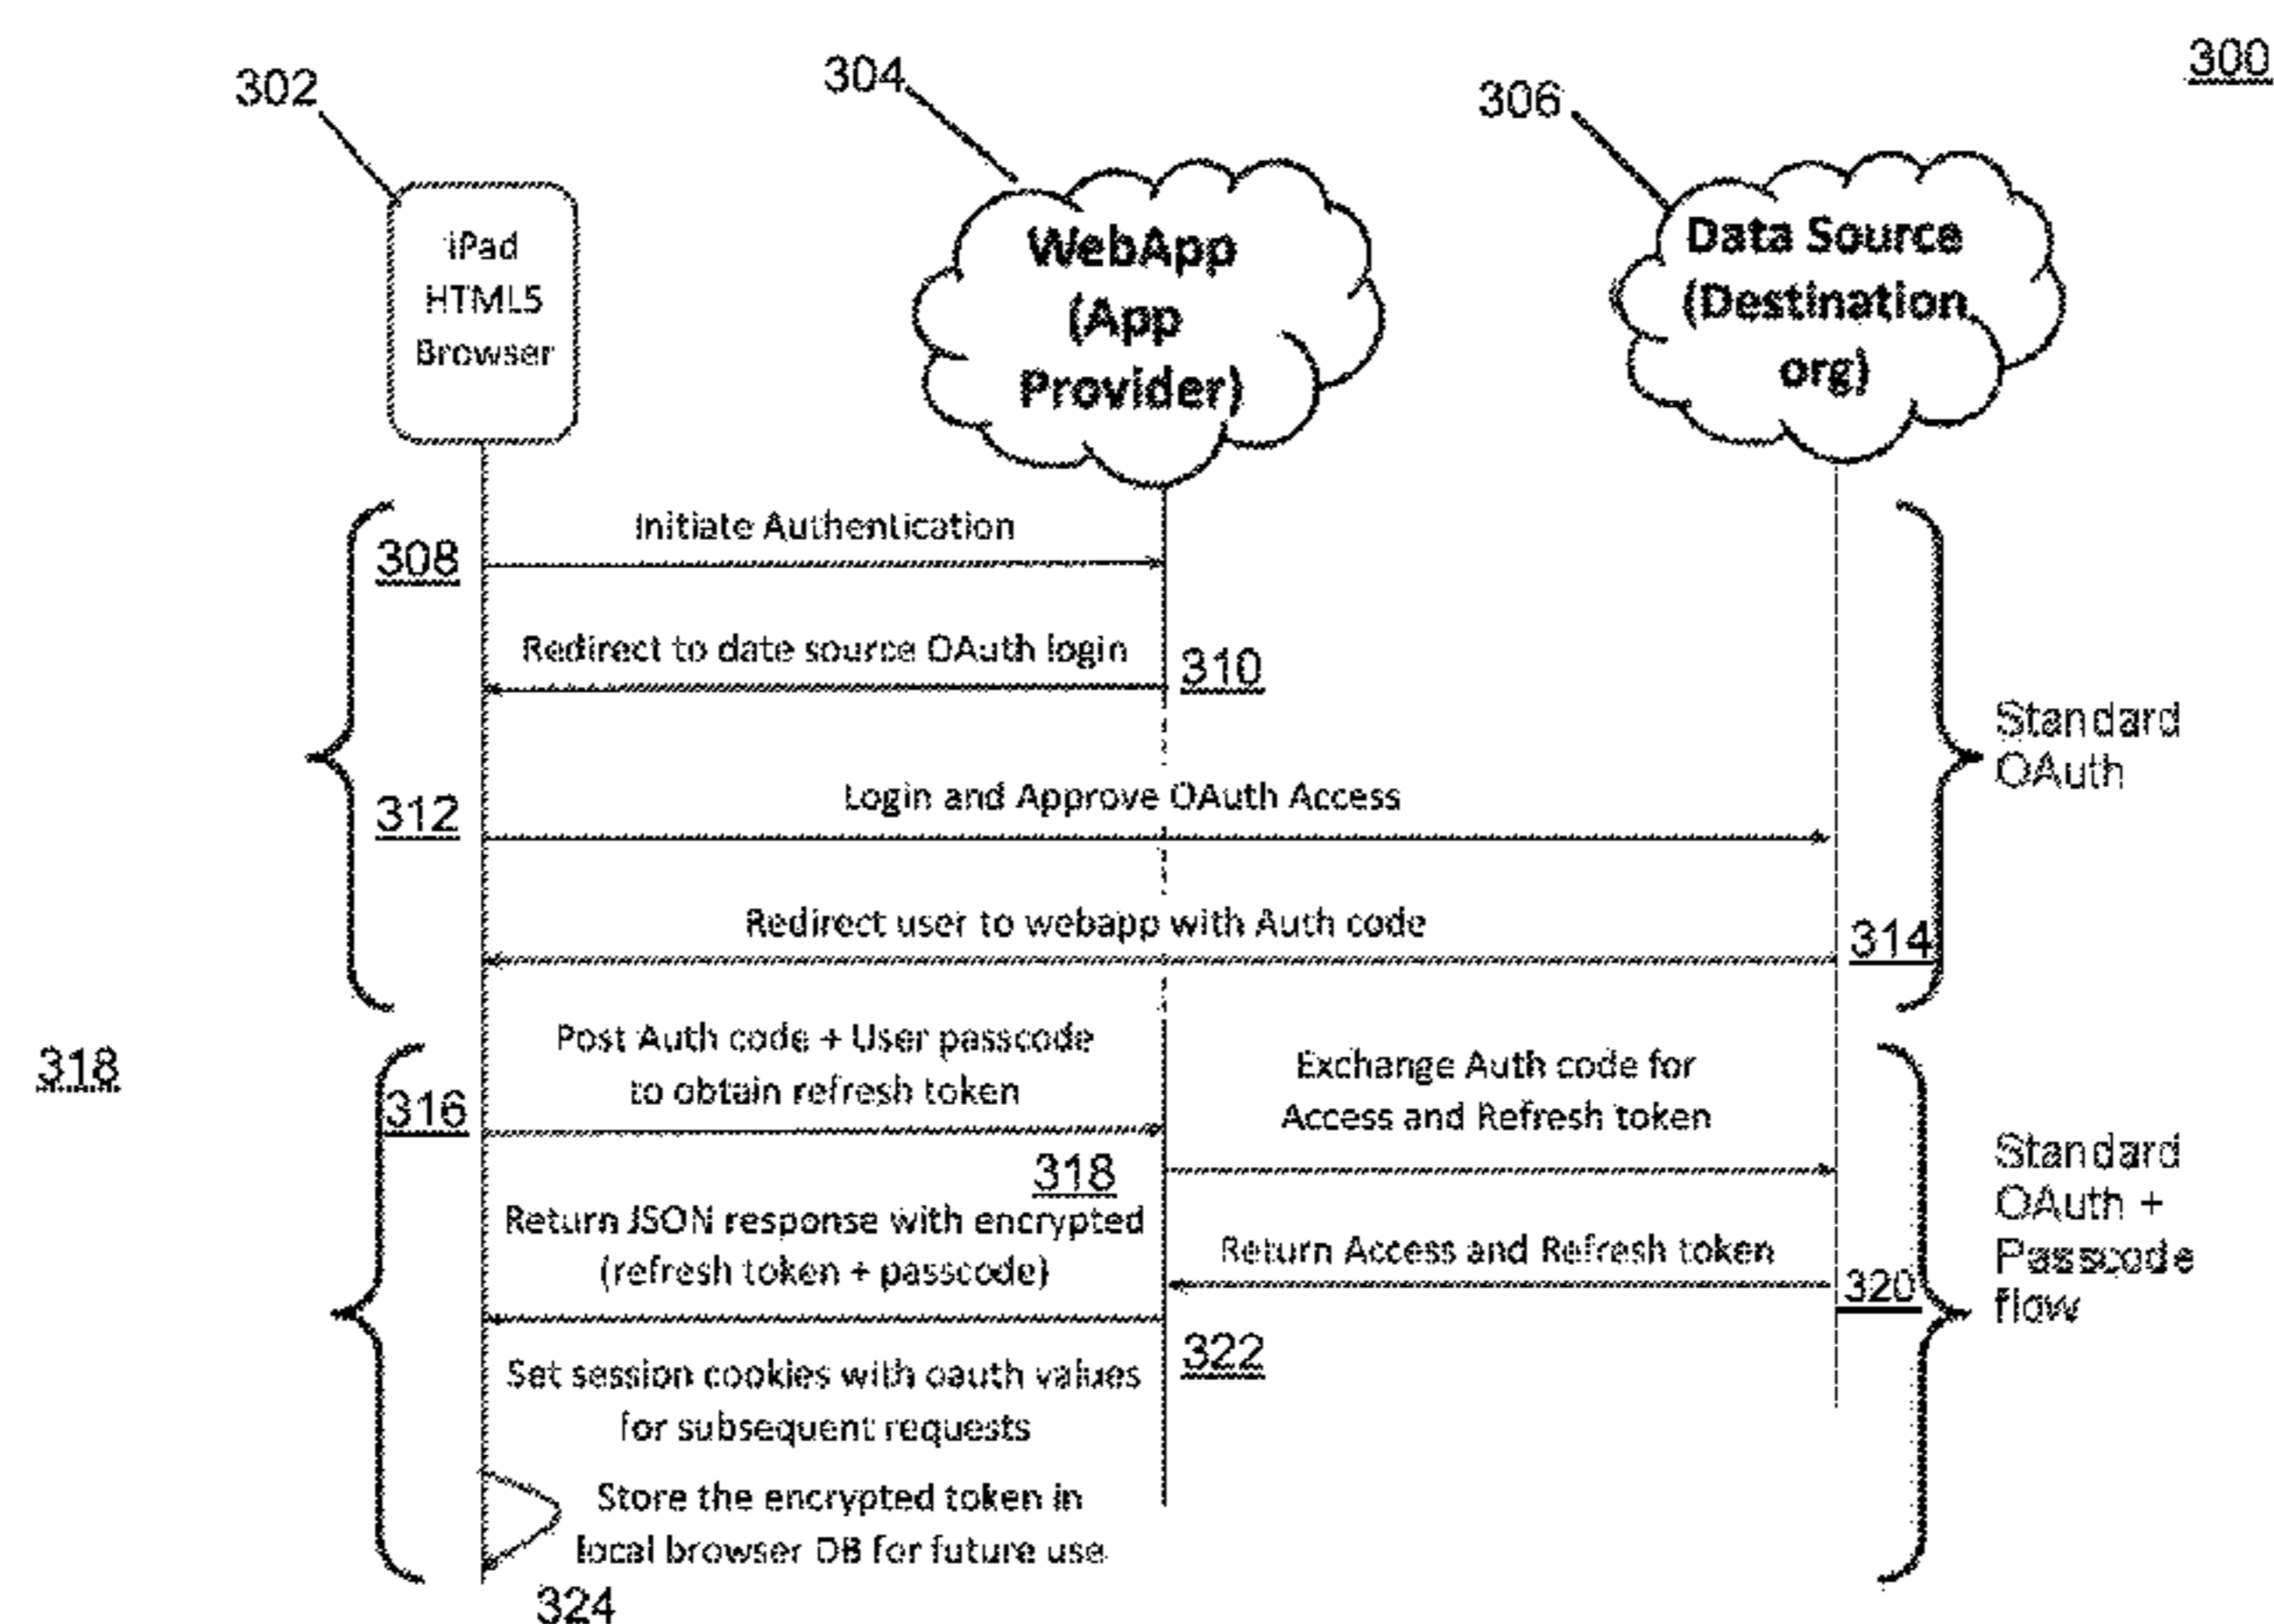 300
302
304
306
iPad
HTML5
Browser
WebApp
(App
Provider)
Data Source
(Destination
org)
Initiate Authentication
308
Redirect to date source OAuth login
310
Standard
OAuth
Login and Approve OAuth Access
312
Redirect user to webapp with Auth code
314
318
Post Auth code + User passcode
to obtain refresh token
316
Exchange Auth code for
Access and Refresh token
318
Standard
OAuth +
Passcode
flow
Return JSON response with encrypted
(refresh token + passcode)
Return Access and Refresh token
320
322
Set session cookies with oauth values
for subsequent requests
Store the encrypted token in
local browser DB for future use
324